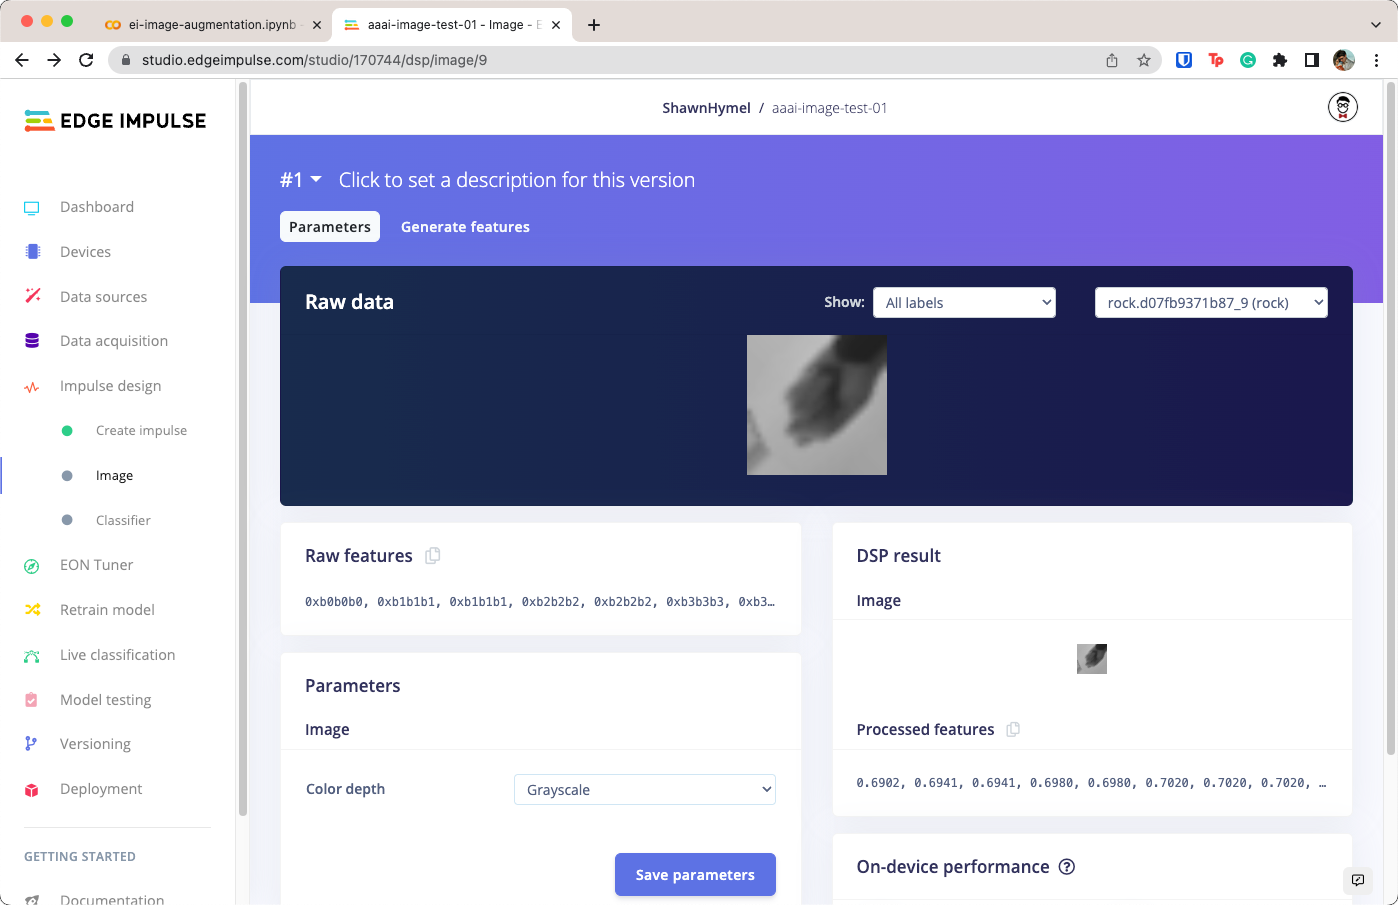 ei-image-augmentation.ipynb
aaai-image-test-01 - Image - E
studio.edgeimpulse.com/studio/170744/dsp/image/9
Tp
EDGE IMPULSE
ShawnHymel / aaai-image-test-01
Dashboard
Devices
Data sources
Data acquisition
Impulse design
Create impulse
Image
Classifier
EON Tuner
Retrain model
Live classification
Model testing
Versioning
Deployment
GETTING STARTED
Documentation
#1 Click to set a description for this version
Parameters Generate features
Raw data Show: All labels rock.d07fb9371b87_9 (rock)
Raw features
0xb0b0b0, 0xb1b1b1, 0xb1b1b1, 0xb2b2b2, 0xb2b2b2, 0xb3b3b3, 0xb3…
Parameters
Image
Color depth Grayscale
Save parameters
DSP result
Image
Processed features
0.6902, 0.6941, 0.6941, 0.6980, 0.6980, 0.7020, 0.7020, 0.7020, …
On-device performance ?